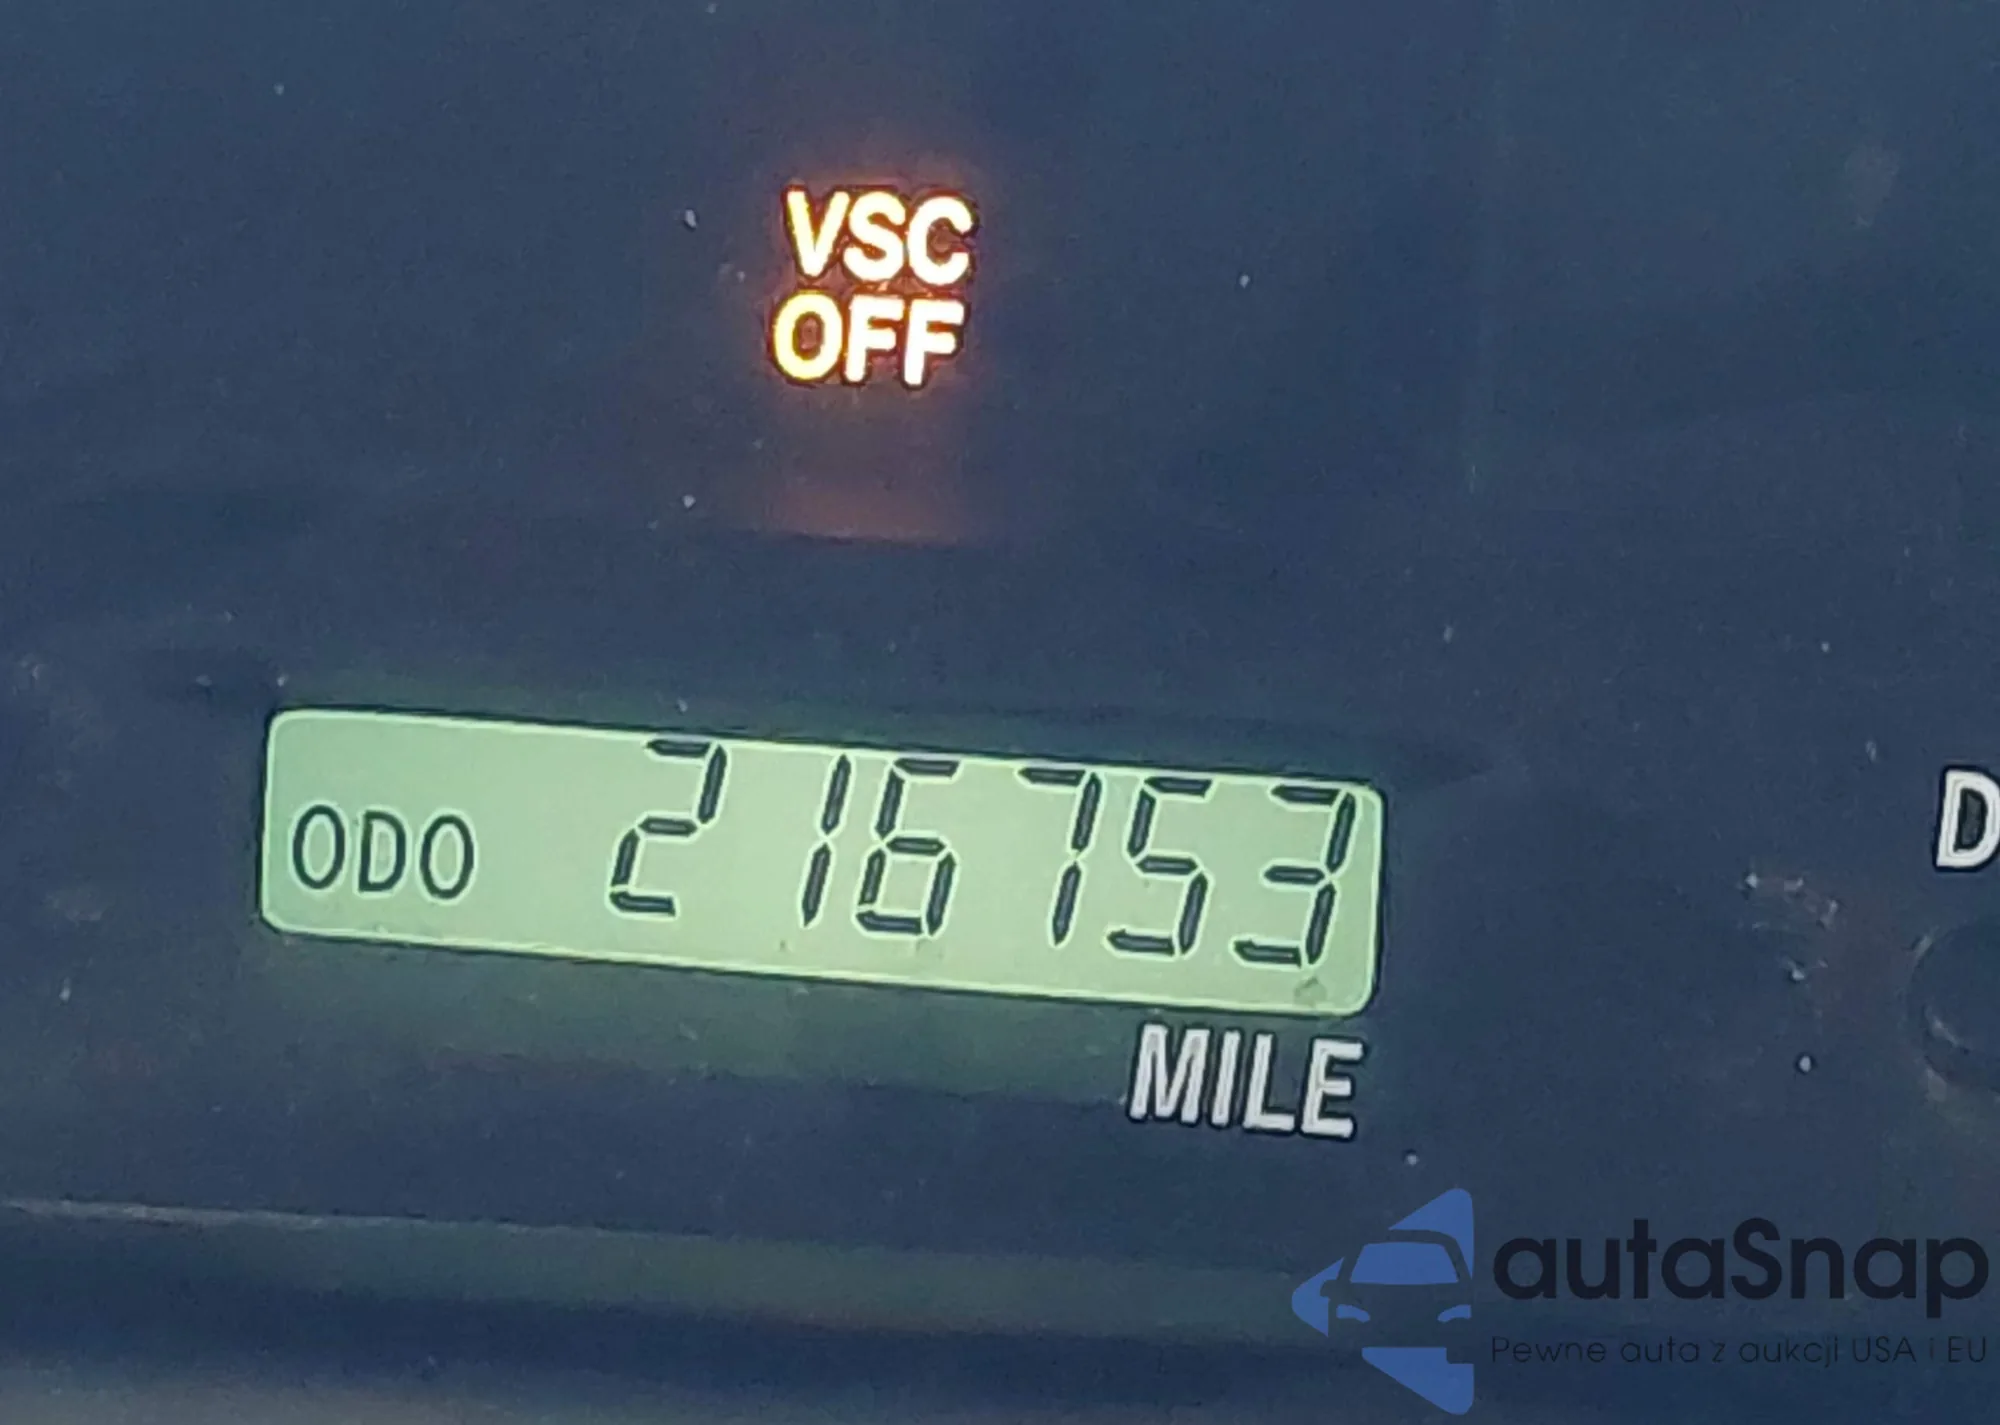 VSC
OFF
ODO 216753
MILE
D
autaSnap
Pewne auta z aukcji USA i EU